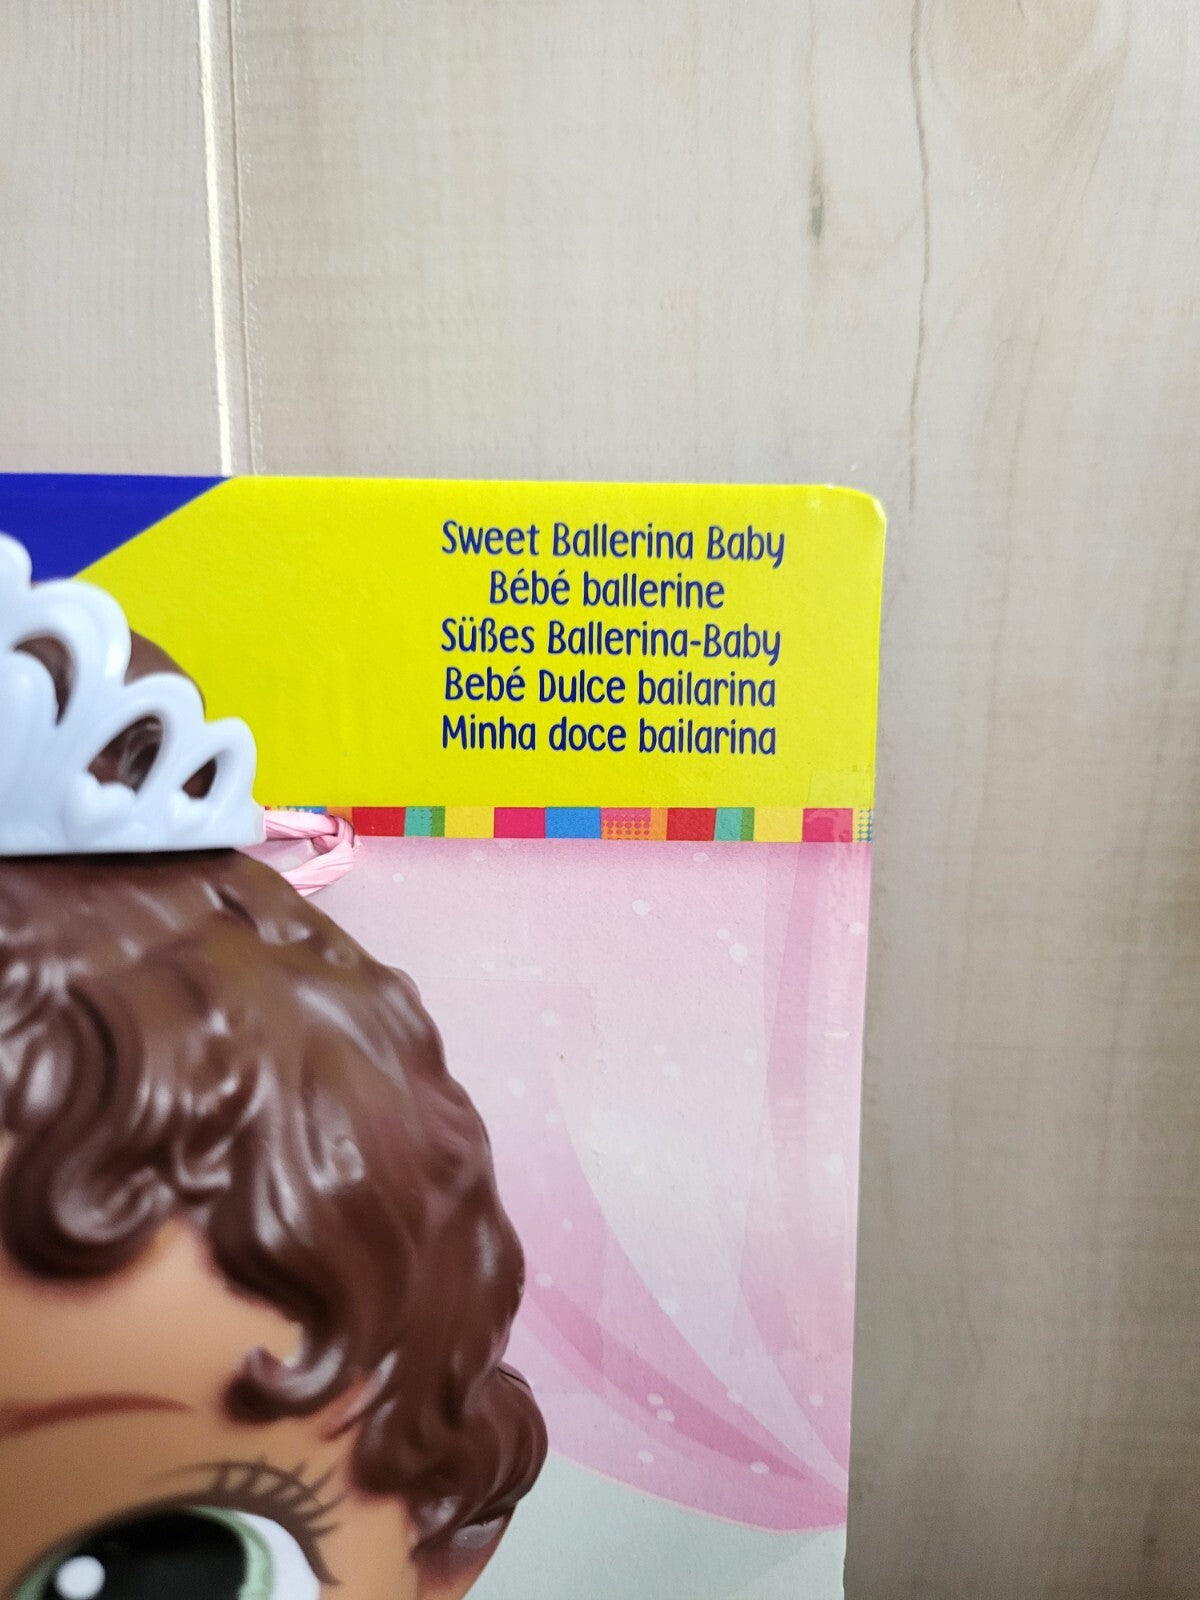 Sweet Ballerina Baby
Bébé ballerine
Süßes Ballerina-Baby
Bebé Dulce bailarina
Minha doce bailarina